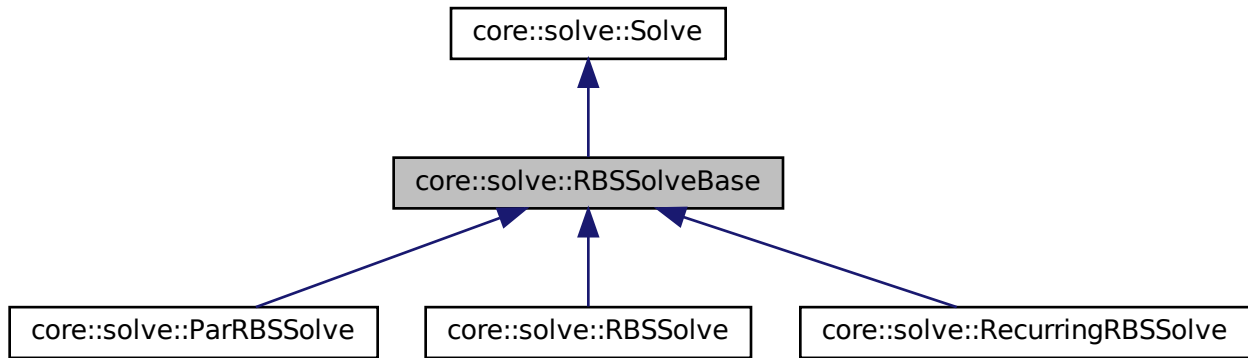 core::solve::Solve
core::solve::RBSSolveBase
core::solve::ParRBSSolve
core::solve::RBSSolve
core::solve::RecurringRBSSolve